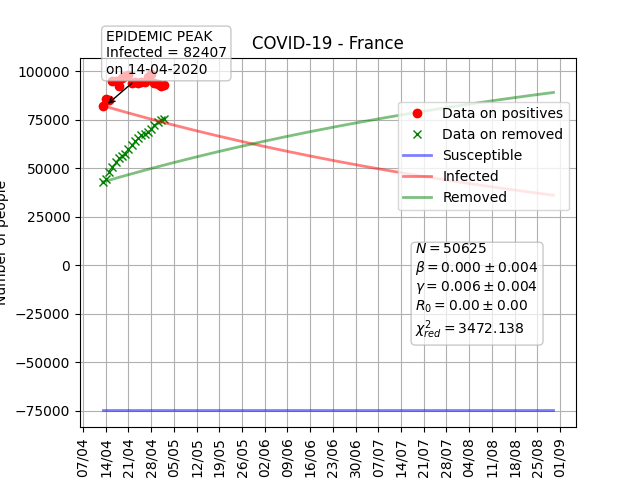 EPIDEMIC PEAK
Infected = 82407
on 14-04-2020
COVID-19 - France
Number of people
100000
75000
50000
25000
0
−25000
−50000
−75000
Data on positives
Data on removed
Susceptible
Infected
Removed
N = 50625
β = 0.000 ± 0.004
γ = 0.006 ± 0.004
R₀ = 0.00 ± 0.00
χ²red = 3472.138
07/04
14/04
21/04
28/04
05/05
12/05
19/05
26/05
02/06
09/06
16/06
23/06
30/06
07/07
14/07
21/07
28/07
04/08
11/08
18/08
25/08
01/09